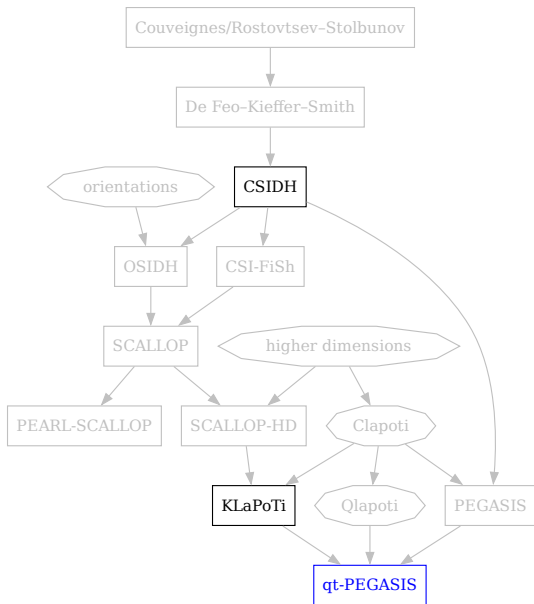 Couveignes/Rostovtsev–Stolbunov
De Feo–Kieffer–Smith
orientations
CSIDH
OSIDH
CSI-FiSh
SCALLOP
higher dimensions
PEARL-SCALLOP
SCALLOP-HD
Clapoti
KLaPoTi
Qlapoti
PEGASIS
qt-PEGASIS